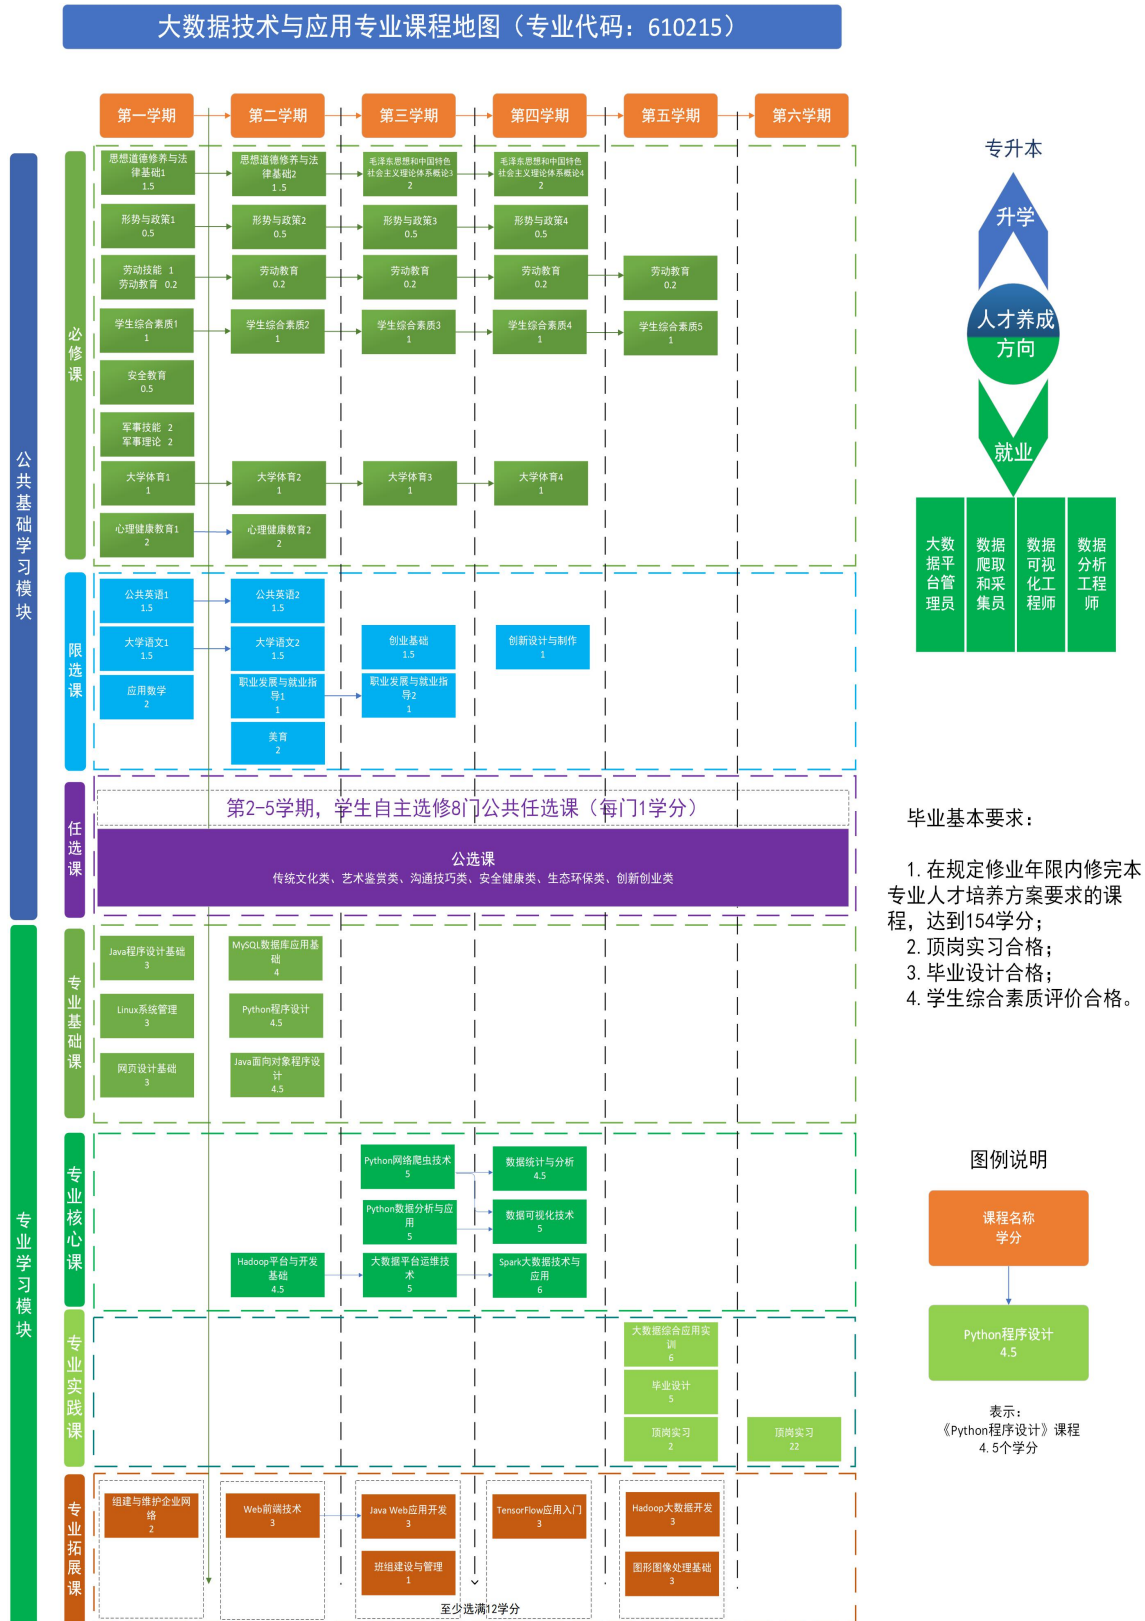 大数据技术与应用专业课程地图（专业代码：610215）
第一学期
第二学期
第三学期
第四学期
第五学期
第六学期
公共基础学习模块
必修课
思想道德修养与法
律基础1
1.5
思想道德修养与法
律基础2
1.5
毛泽东思想和中国特色
社会主义理论体系概论3
2
毛泽东思想和中国特色
社会主义理论体系概论4
2
形势与政策1
0.5
形势与政策2
0.5
形势与政策3
0.5
形势与政策4
0.5
劳动技能 1
劳动教育 0.2
劳动教育
0.2
劳动教育
0.2
劳动教育
0.2
劳动教育
0.2
学生综合素质1
1
学生综合素质2
1
学生综合素质3
1
学生综合素质4
1
学生综合素质5
1
安全教育
0.5
军事技能 2
军事理论 2
大学体育1
1
大学体育2
1
大学体育3
1
大学体育4
1
心理健康教育1
2
心理健康教育2
2
限选课
公共英语1
1.5
公共英语2
1.5
大学语文1
1.5
大学语文2
1.5
创业基础
1.5
创新设计与制作
1
应用数学
2
职业发展与就业指
导1
1
职业发展与就业指
导2
1
美育
2
任选课
第2-5学期，学生自主选修8门公共任选课（每门1学分）
公选课
传统文化类、艺术鉴赏类、沟通技巧类、安全健康类、生态环保类、创新创业类
专业学习模块
专业基础课
Java程序设计基础
3
MySQL数据库应用基
础
4
Linux系统管理
3
Python程序设计
4.5
网页设计基础
3
Java面向对象程序设
计
4.5
专业核心课
Python网络爬虫技术
5
数据统计与分析
4.5
Python数据分析与应
用
5
数据可视化技术
5
Hadoop平台与开发
基础
4.5
大数据平台运维技
术
5
Spark大数据技术与
应用
6
专业实践课
大数据综合应用实
训
6
毕业设计
5
顶岗实习
2
顶岗实习
22
专业拓展课
组建与维护企业网
络
2
Web前端技术
3
Java Web应用开发
3
TensorFlow应用入门
3
Hadoop大数据开发
3
班组建设与管理
1
图形图像处理基础
3
至少选满12学分
专升本
升学
人才养成
方向
就业
大数
据平
台管
理员
数据
爬取
和采
集员
数据
可视
化工
程师
数据
分析
工程
师
毕业基本要求：
1. 在规定修业年限内修完本
专业人才培养方案要求的课
程，达到154学分；
2. 顶岗实习合格；
3. 毕业设计合格；
4. 学生综合素质评价合格。
图例说明
课程名称
学分
Python程序设计
4.5
表示：
《Python程序设计》课程
4.5个学分